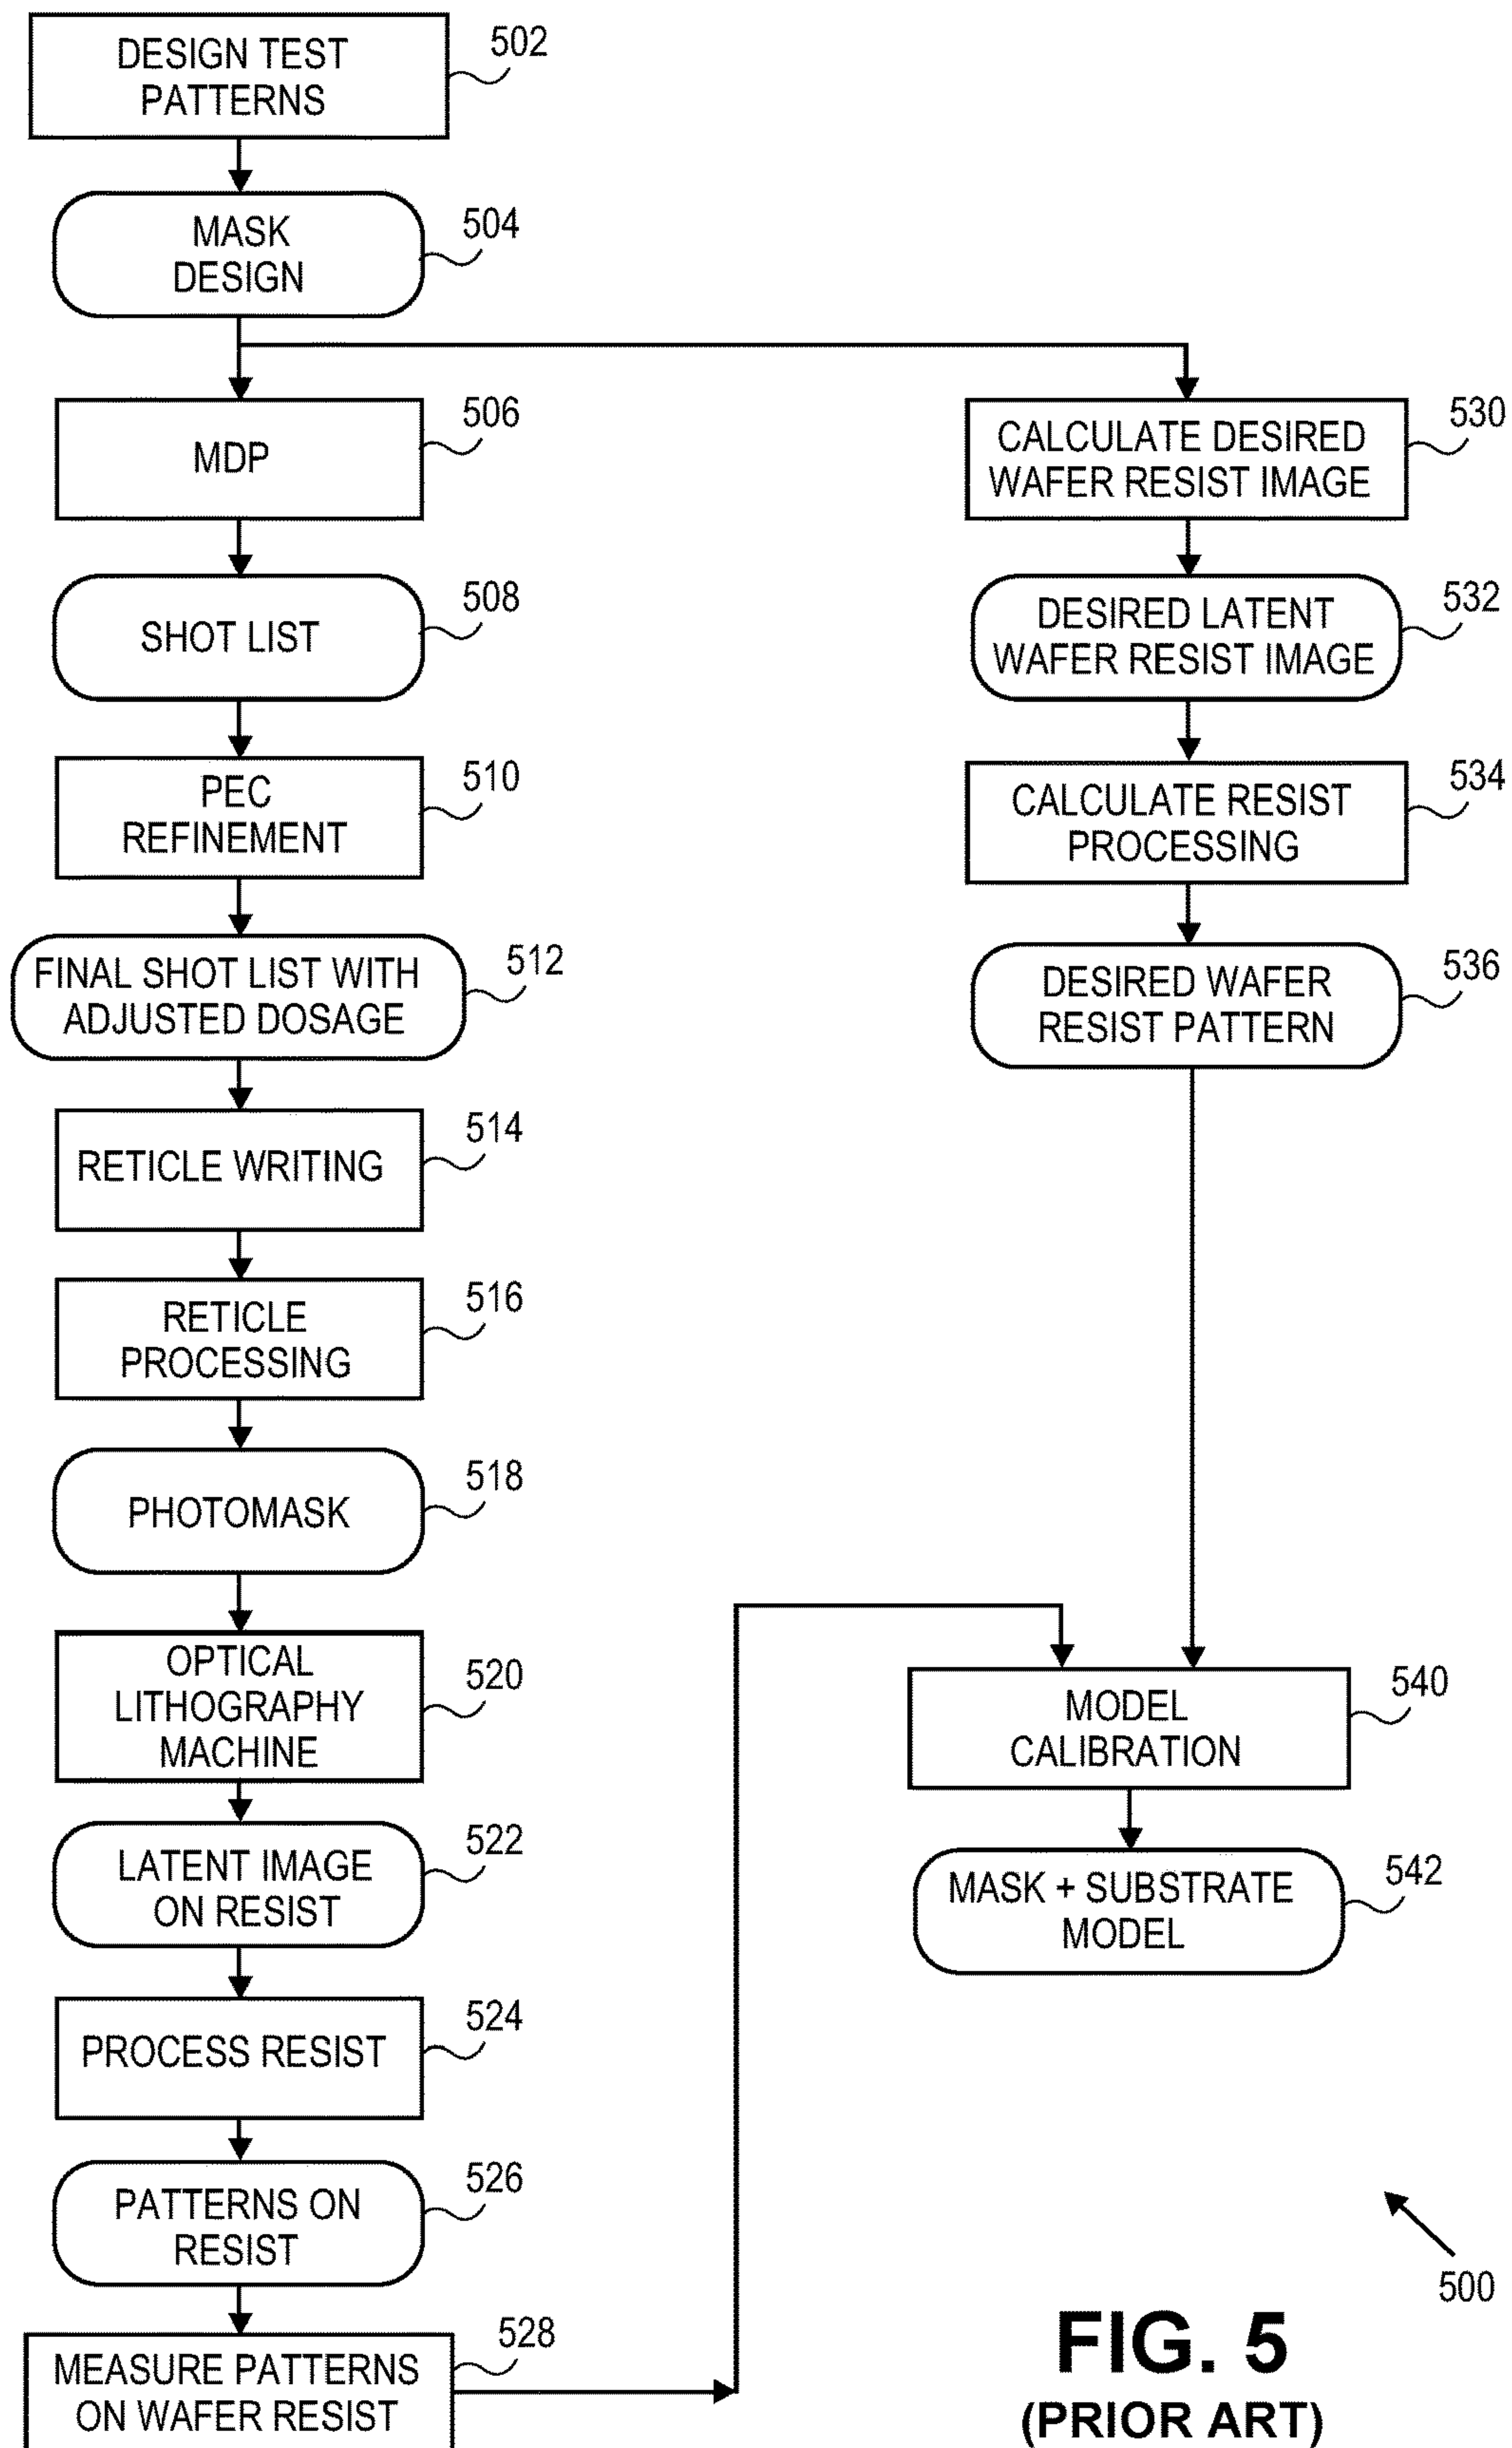 DESIGN TEST
PATTERNS
502
MASK
DESIGN
504
MDP
506
SHOT LIST
508
PEC
REFINEMENT
510
FINAL SHOT LIST WITH
ADJUSTED DOSAGE
512
RETICLE WRITING
514
RETICLE
PROCESSING
516
PHOTOMASK
518
OPTICAL
LITHOGRAPHY
MACHINE
520
LATENT IMAGE
ON RESIST
522
PROCESS RESIST
524
PATTERNS ON
RESIST
526
MEASURE PATTERNS
ON WAFER RESIST
528
CALCULATE DESIRED
WAFER RESIST IMAGE
530
DESIRED LATENT
WAFER RESIST IMAGE
532
CALCULATE RESIST
PROCESSING
534
DESIRED WAFER
RESIST PATTERN
536
MODEL
CALIBRATION
540
MASK + SUBSTRATE
MODEL
542
500
FIG. 5
(PRIOR ART)